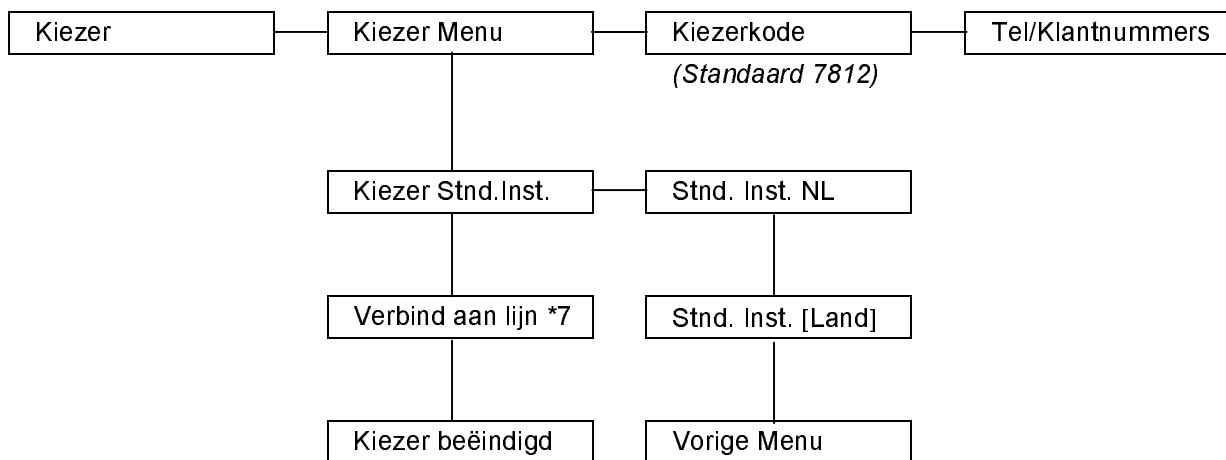 Kiezer
Kiezer Menu
Kiezerkode
Tel/Klantnummers
(Standaard 7812)
Kiezer Stnd.Inst.
Stnd. Inst. NL
Verbind aan lijn *7
Stnd. Inst. [Land]
Kiezer beëindigd
Vorige Menu